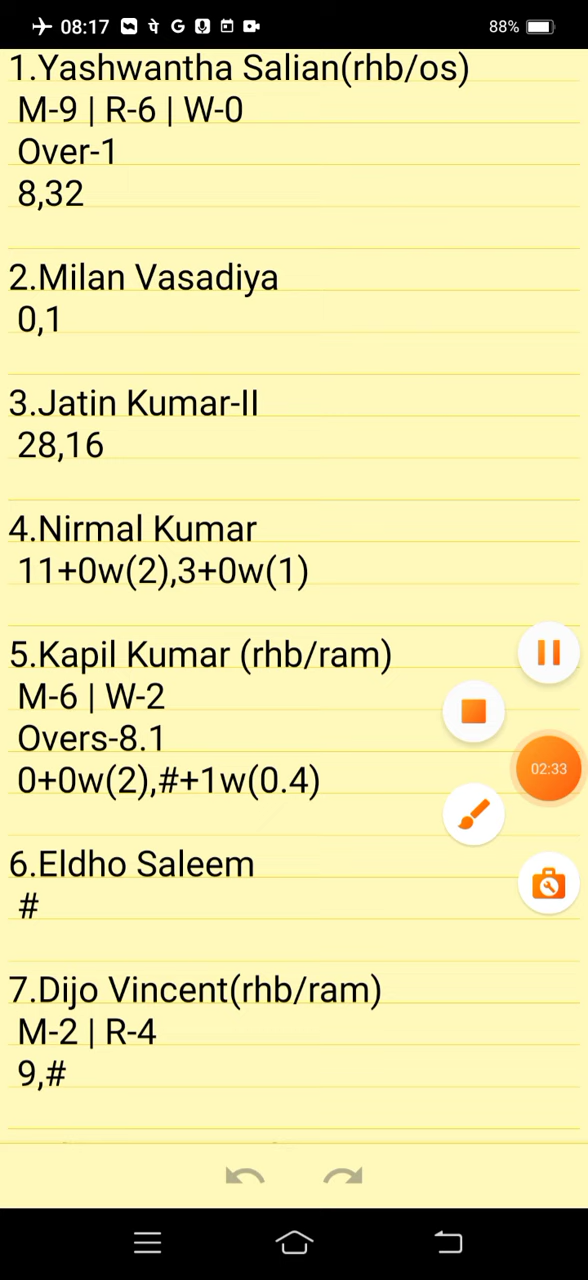 08:17
88%
1.Yashwantha Salian(rhb/os)
M-9 | R-6 | W-0
Over-1
8,32
2.Milan Vasadiya
0,1
3.Jatin Kumar-II
28,16
4.Nirmal Kumar
11+0w(2),3+0w(1)
5.Kapil Kumar (rhb/ram)
M-6 | W-2
Overs-8.1
0+0w(2),#+1w(0.4)
02:33
6.Eldho Saleem
#
7.Dijo Vincent(rhb/ram)
M-2 | R-4
9,#